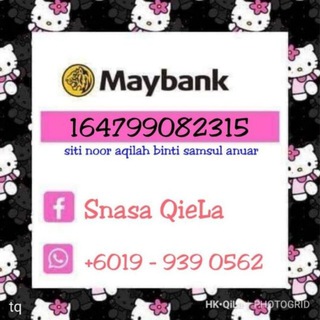 Maybank
164799082315
siti noor aqilah binti samsul anuar
Snasa QieLa
+6019 - 939 0562
tq
PHOTOGRID